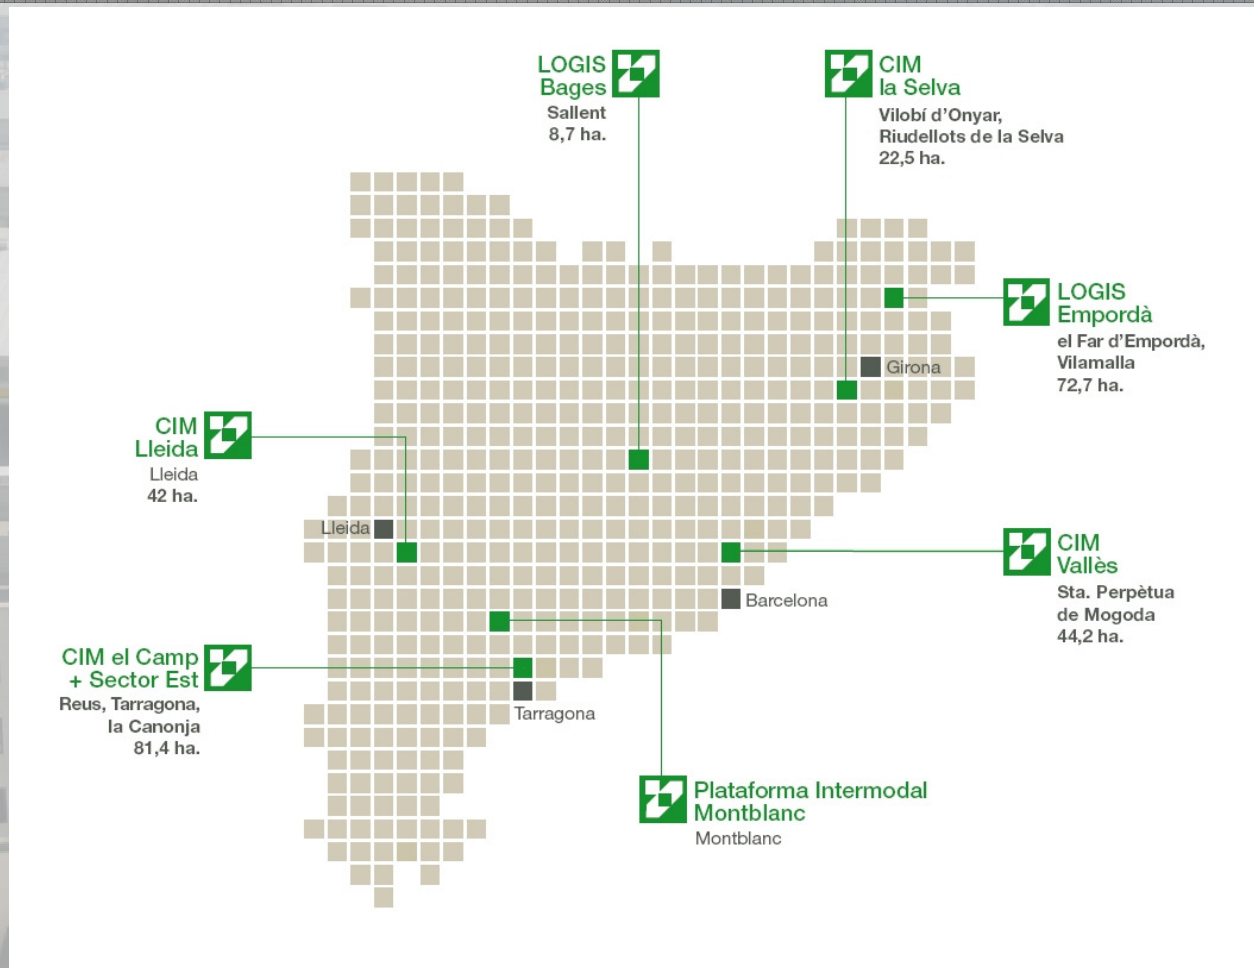 LOGIS
Bages
Sallent
8,7 ha.
CIM
la Selva
Vilobí d'Onyar,
Riudellots de la Selva
22,5 ha.
LOGIS
Empordà
el Far d'Empordà,
Vilamalla
72,7 ha.
Girona
CIM
Lleida
Lleida
42 ha.
Lleida
CIM
Vallès
Sta. Perpètua
de Mogoda
44,2 ha.
Barcelona
CIM el Camp
+ Sector Est
Reus, Tarragona,
la Canonja
81,4 ha.
Tarragona
Plataforma Intermodal
Montblanc
Montblanc